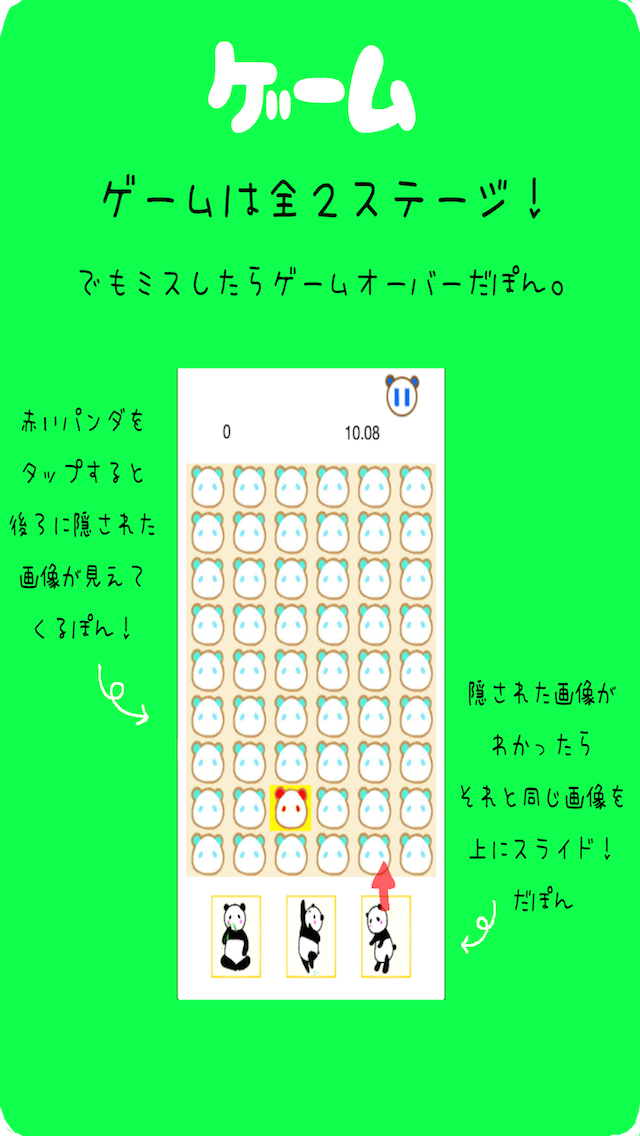 ゲーム
ゲームは全２ステージ！
でもミスしたらゲームオーバーだぽん。
赤いパンダを
タップすると
後ろに隠された
画像が見えて
くるぽん！
0
10.08
隠された画像が
わかったら
それと同じ画像を
上にスライド！
だぽん